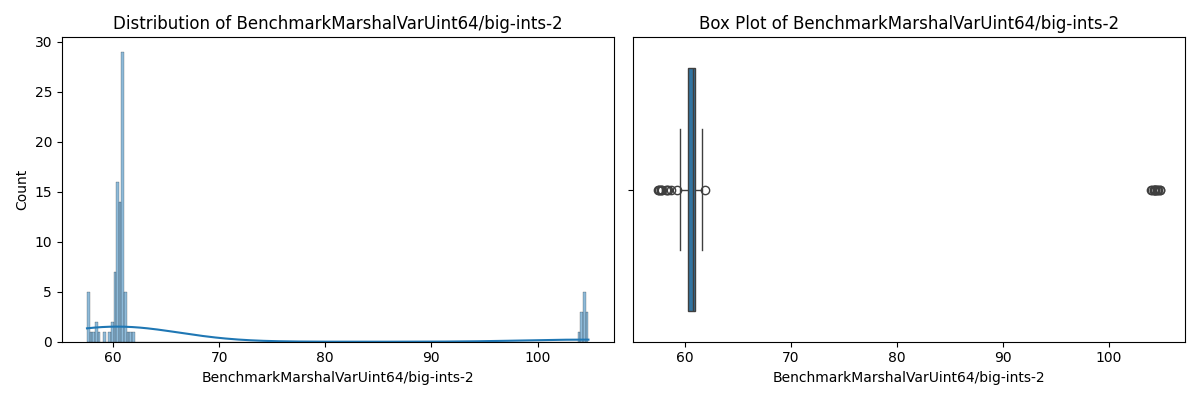 Distribution of BenchmarkMarshalVarUint64/big-ints-2
30
25
20
15
10
5
0
Count
60 70 80 90 100
BenchmarkMarshalVarUint64/big-ints-2
Box Plot of BenchmarkMarshalVarUint64/big-ints-2
60 70 80 90 100
BenchmarkMarshalVarUint64/big-ints-2